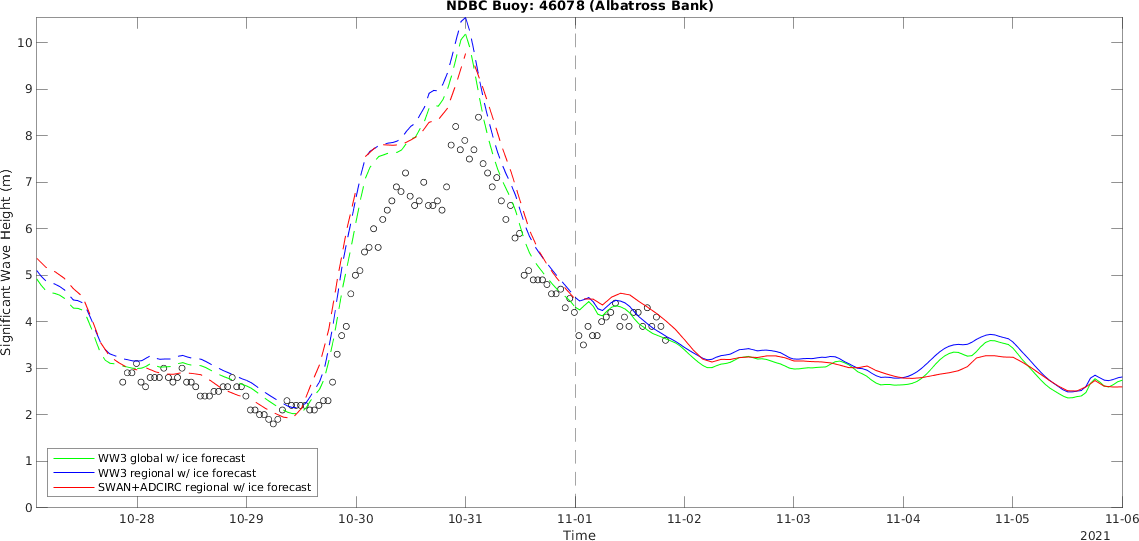 NDBC Buoy: 46078 (Albatross Bank)
Significant Wave Height (m)
10
9
8
7
6
5
4
3
2
1
0
WW3 global w/ ice forecast
WW3 regional w/ ice forecast
SWAN+ADCIRC regional w/ ice forecast
10-28 10-29 10-30 10-31 11-01 11-02 11-03 11-04 11-05 11-06
Time
2021